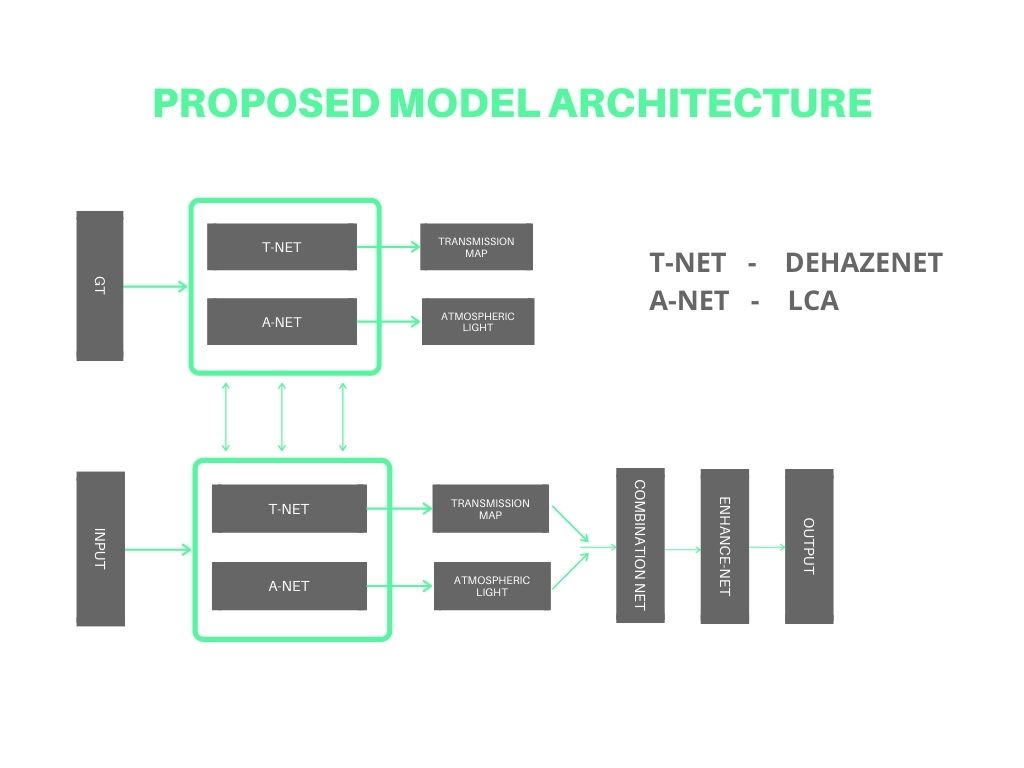 PROPOSED MODEL ARCHITECTURE
GT
T-NET
TRANSMISSION
MAP
A-NET
ATMOSPHERIC
LIGHT
T-NET - DEHAZENET
A-NET - LCA
INPUT
T-NET
TRANSMISSION
MAP
A-NET
ATMOSPHERIC
LIGHT
COMBINATION NET
ENHANCE-NET
OUTPUT